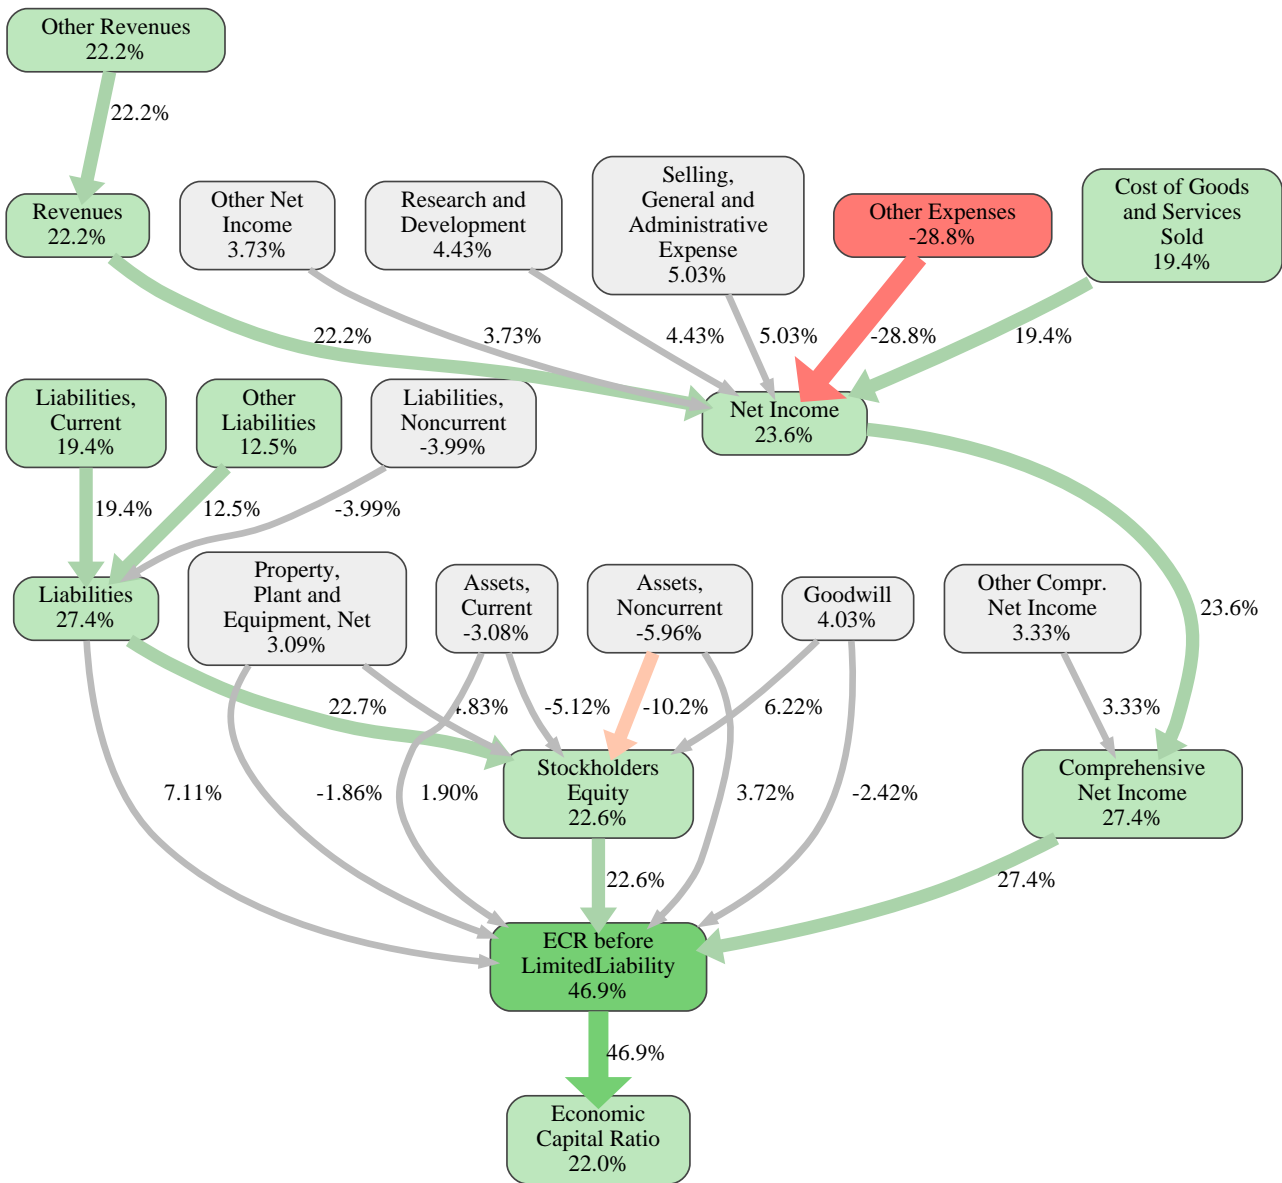 Other Revenues
22.2%
22.2%
Revenues
22.2%
Other Net
Income
3.73%
Research and
Development
4.43%
Selling,
General and
Administrative
Expense
5.03%
Other Expenses
-28.8%
Cost of Goods
and Services
Sold
19.4%
22.2%
3.73%
4.43%
5.03%
-28.8%
19.4%
Liabilities,
Current
19.4%
Other
Liabilities
12.5%
Liabilities,
Noncurrent
-3.99%
Net Income
23.6%
19.4%
12.5%
-3.99%
Liabilities
27.4%
Property,
Plant and
Equipment, Net
3.09%
Assets,
Current
-3.08%
Assets,
Noncurrent
-5.96%
Goodwill
4.03%
Other Compr.
Net Income
3.33%
23.6%
22.7%
4.83%
-5.12%
-10.2%
6.22%
3.33%
Stockholders
Equity
22.6%
Comprehensive
Net Income
27.4%
7.11%
-1.86%
1.90%
3.72%
-2.42%
22.6%
27.4%
ECR before
LimitedLiability
46.9%
46.9%
Economic
Capital Ratio
22.0%